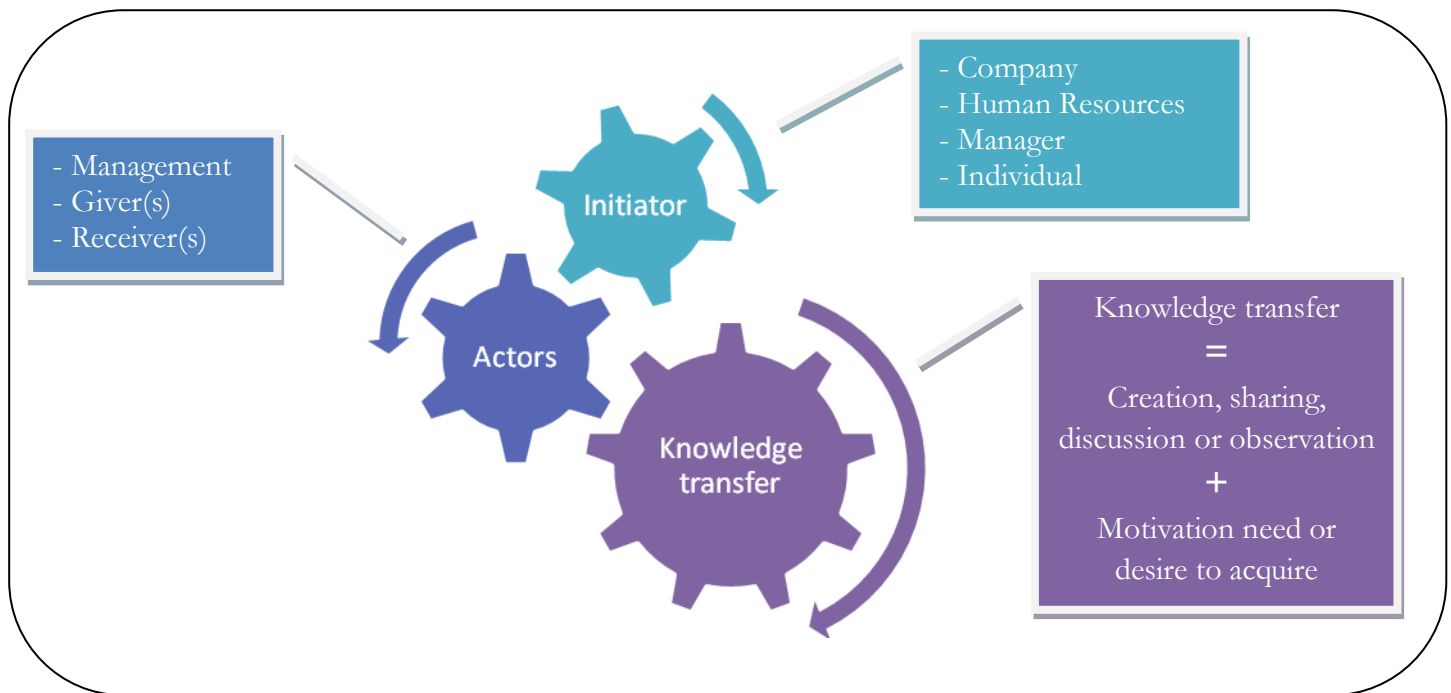 - Company
- Human Resources
- Manager
- Individual
- Management
- Giver(s)
- Receiver(s)
Initiator
Actors
Knowledge
transfer
Knowledge transfer
=
Creation, sharing,
discussion or observation
+
Motivation need or
desire to acquire